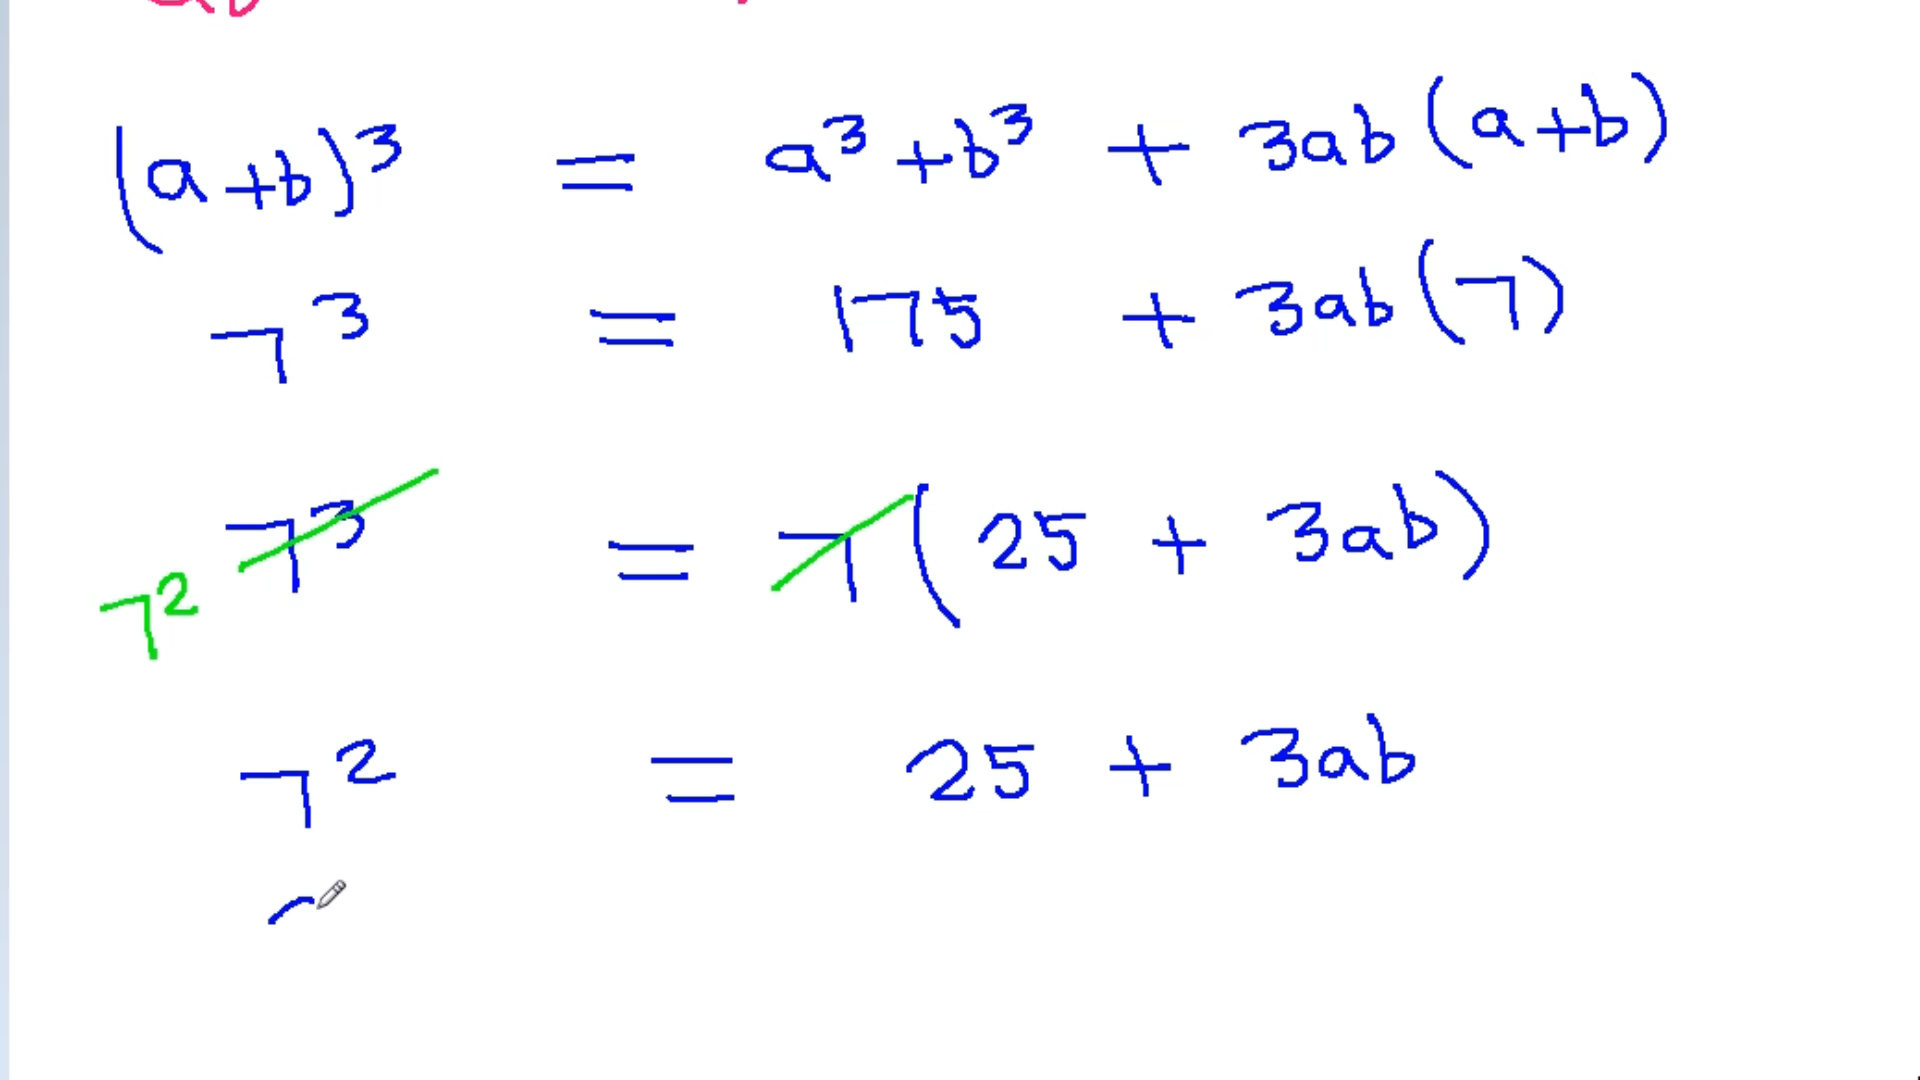 (a+b)³ = a³+b³ + 3ab(a+b)
7³ = 175 + 3ab(7)
7³ = 7(25 + 3ab)
7²
7² = 25 + 3ab